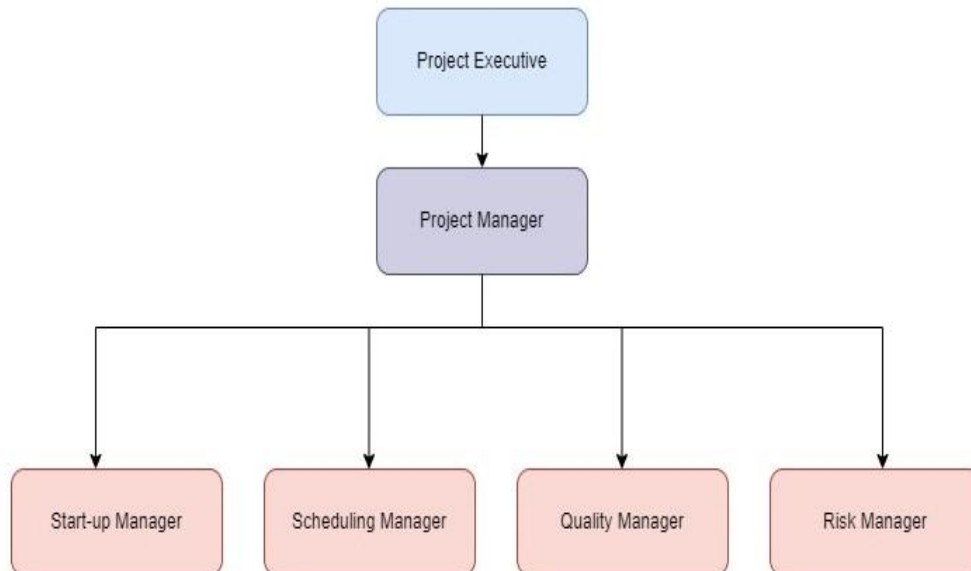 Project Executive
Project Manager
Start-up Manager
Scheduling Manager
Quality Manager
Risk Manager